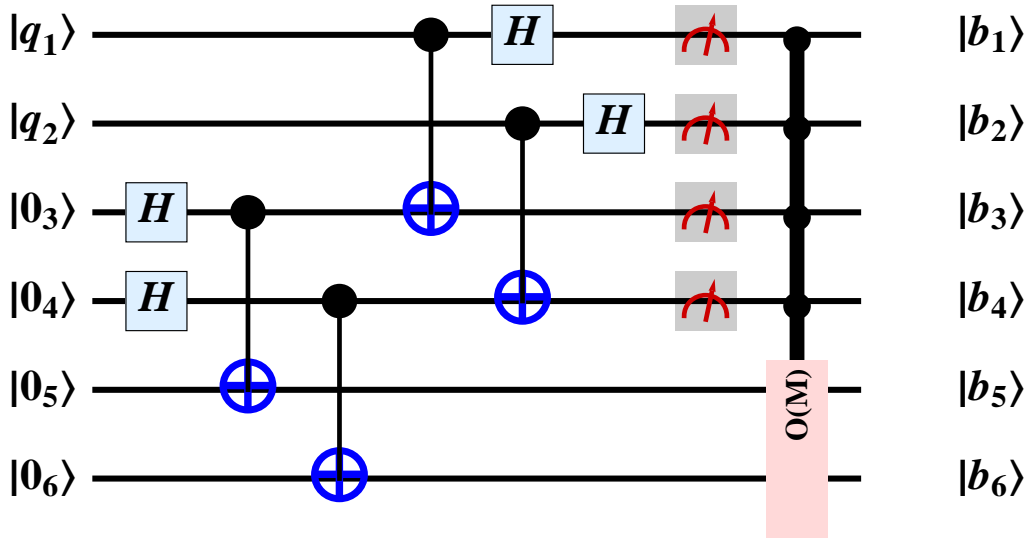 |q₁⟩ H |b₁⟩
|q₂⟩ H |b₂⟩
|0₃⟩ H |b₃⟩
|0₄⟩ H |b₄⟩
|0₅⟩ O(M) |b₅⟩
|0₆⟩ |b₆⟩